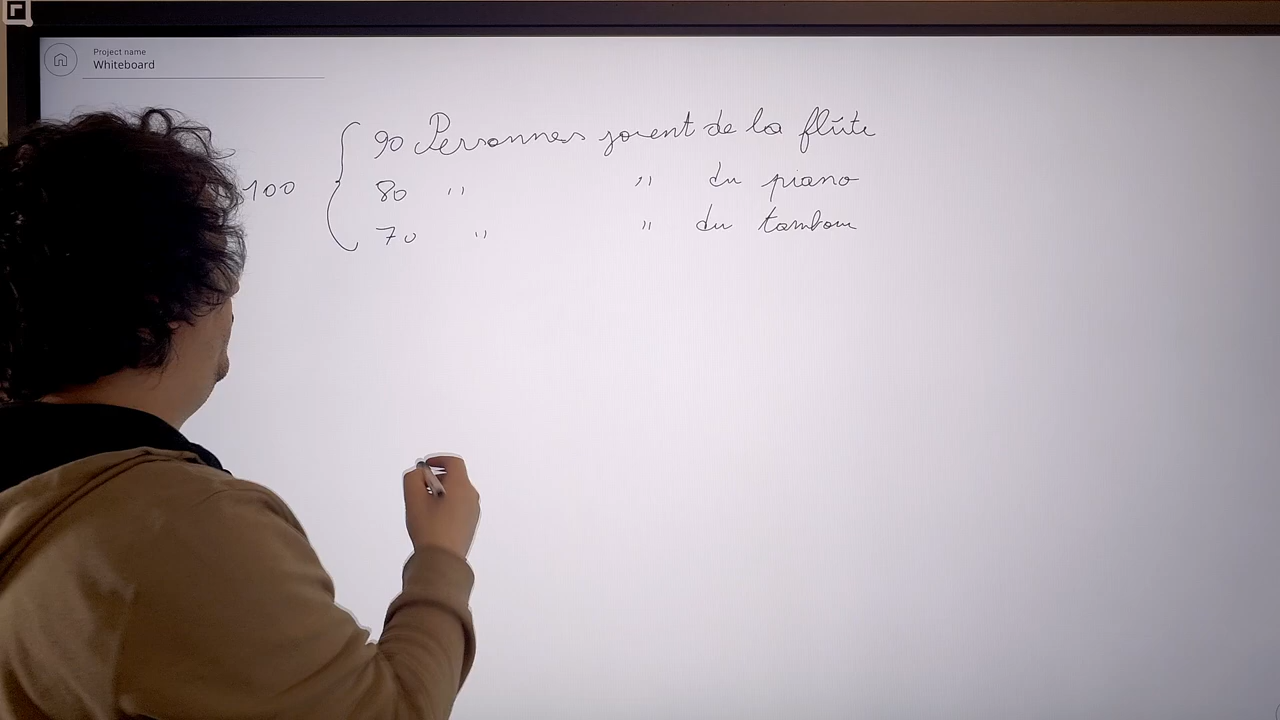 Project name
Whiteboard
90 Personnes jouent de la flûte
100
80 " " du piano
70 " " du tambour